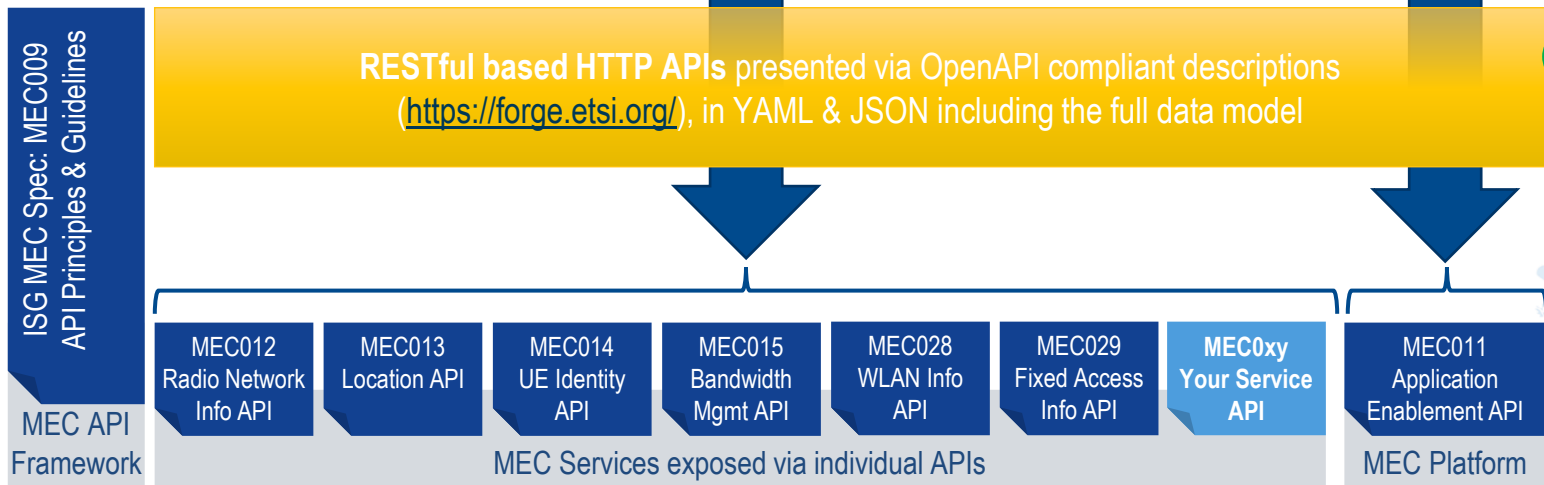 ISG MEC Spec: MEC009
API Principles & Guidelines
MEC API
Framework
RESTful based HTTP APIs presented via OpenAPI compliant descriptions
(https://forge.etsi.org/), in YAML & JSON including the full data model
MEC012
Radio Network
Info API
MEC013
Location API
MEC014
UE Identity
API
MEC015
Bandwidth
Mgmt API
MEC028
WLAN Info
API
MEC029
Fixed Access
Info API
MEC0xy
Your Service
API
MEC Services exposed via individual APIs
MEC011
Application
Enablement API
MEC Platform